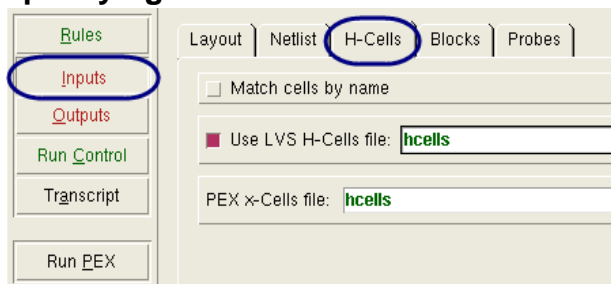 Rules
Inputs
Outputs
Run Control
Transcript
Run PEX
Layout Netlist H-Cells Blocks Probes
Match cells by name
Use LVS H-Cells file: hcells
PEX x-Cells file: hcells